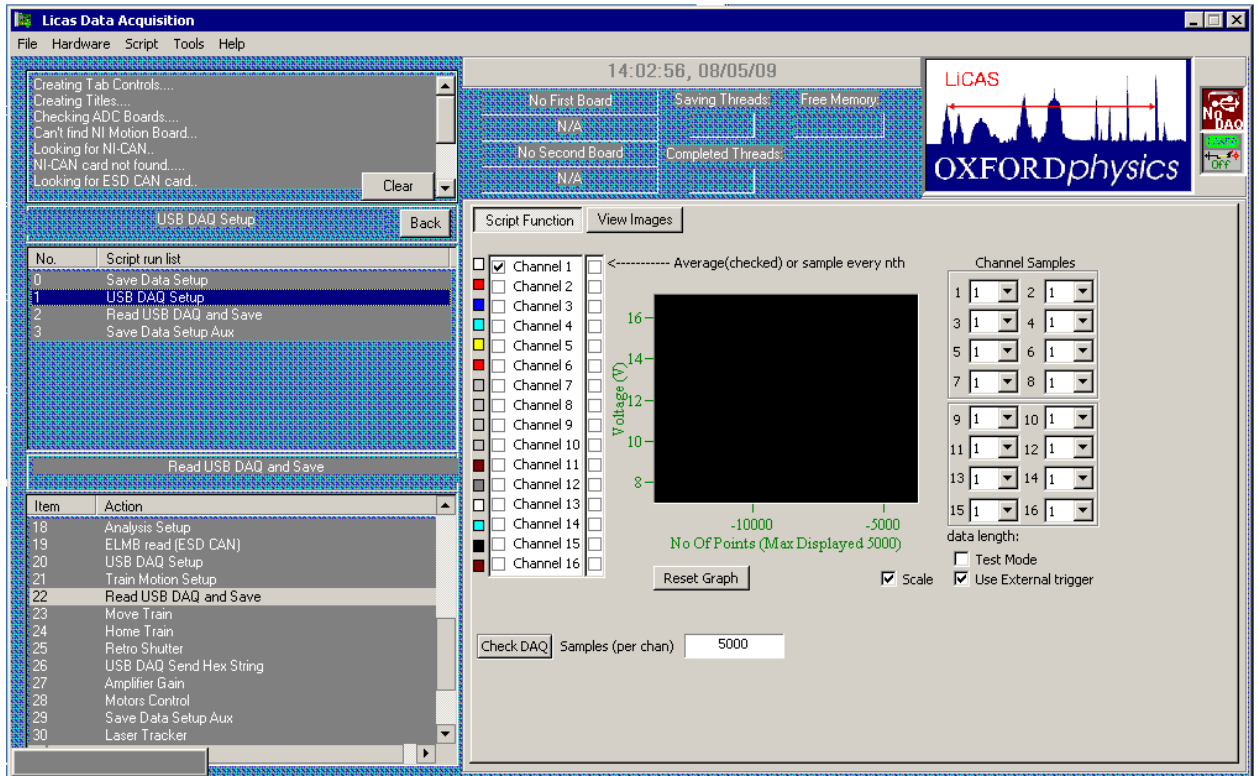 Licas Data Acquisition
File Hardware Script Tools Help
Creating Tab Controls....
Creating Titles....
Checking ADC Boards....
Can't find NI Motion Board...
Looking for NI-CAN..
NI-CAN card not found.....
Looking for ESD CAN card..
Clear
14:02:56, 08/05/09
No First Board
N/A
No Second Board
N/A
Saving Threads:
Free Memory:
Completed Threads:
LiCAS
OXFORDphysics
No DAQ
Off
USB DAQ Setup
Back
No. Script run list
0 Save Data Setup
1 USB DAQ Setup
2 Read USB DAQ and Save
3 Save Data Setup Aux
Read USB DAQ and Save
Item Action
18 Analysis Setup
19 ELMB read (ESD CAN)
20 USB DAQ Setup
21 Train Motion Setup
22 Read USB DAQ and Save
23 Move Train
24 Home Train
25 Retro Shutter
26 USB DAQ Send Hex String
27 Amplifier Gain
28 Motors Control
29 Save Data Setup Aux
30 Laser Tracker
Script Function View Images
Channel 1 <----------- Average(checked) or sample every nth
Channel 2
Channel 3
Channel 4
Channel 5
Channel 6
Channel 7
Channel 8
Channel 9
Channel 10
Channel 11
Channel 12
Channel 13
Channel 14
Channel 15
Channel 16
Voltage (V)
16
14
12
10
8
-10000 -5000
No Of Points (Max Displayed 5000)
Reset Graph
Scale
Channel Samples
1 1 2 1
3 1 4 1
5 1 6 1
7 1 8 1
9 1 10 1
11 1 12 1
13 1 14 1
15 1 16 1
data length:
Test Mode
Use External trigger
Check DAQ Samples (per chan) 5000